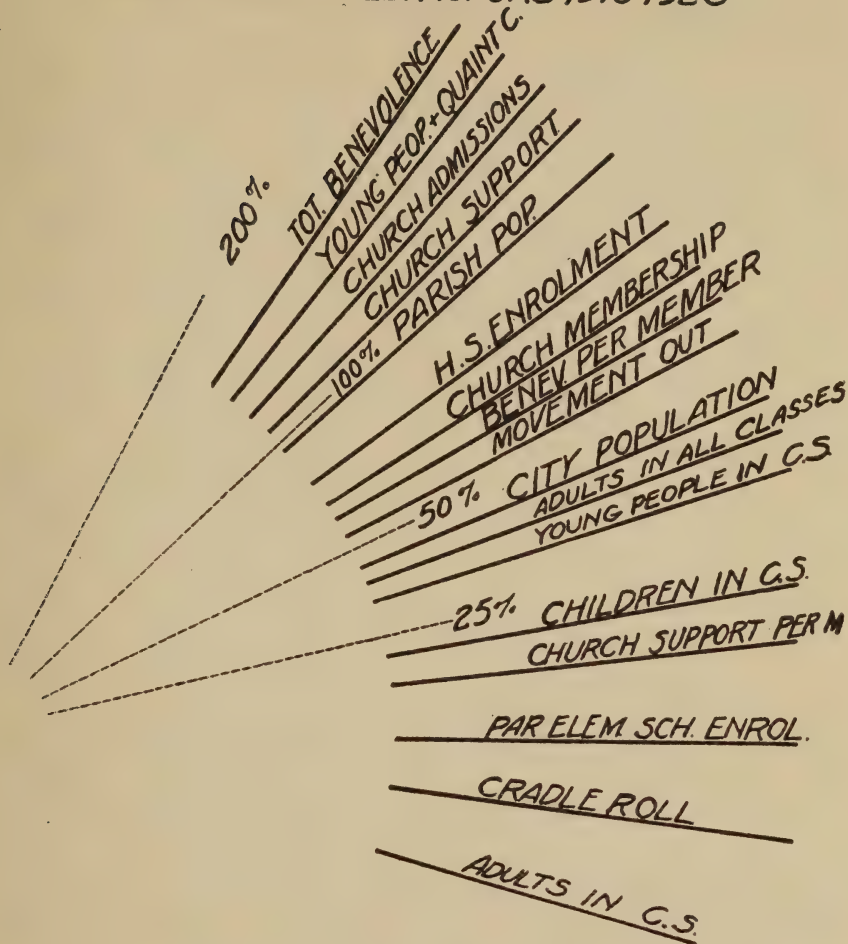 1910-1920
200%
TOT. BENEVOLENCE
YOUNG PEOP. + QUAINT C.
CHURCH ADMISSIONS
CHURCH SUPPORT
100% PARISH POP.
H.S. ENROLMENT
CHURCH MEMBERSHIP
BENEV. PER MEMBER
MOVEMENT OUT
50% CITY POPULATION
ADULTS IN ALL CLASSES
YOUNG PEOPLE IN C.S.
25% CHILDREN IN C.S.
CHURCH SUPPORT PER M
PAR ELEM. SCH. ENROL.
CRADLE ROLL
ADULTS IN C.S.